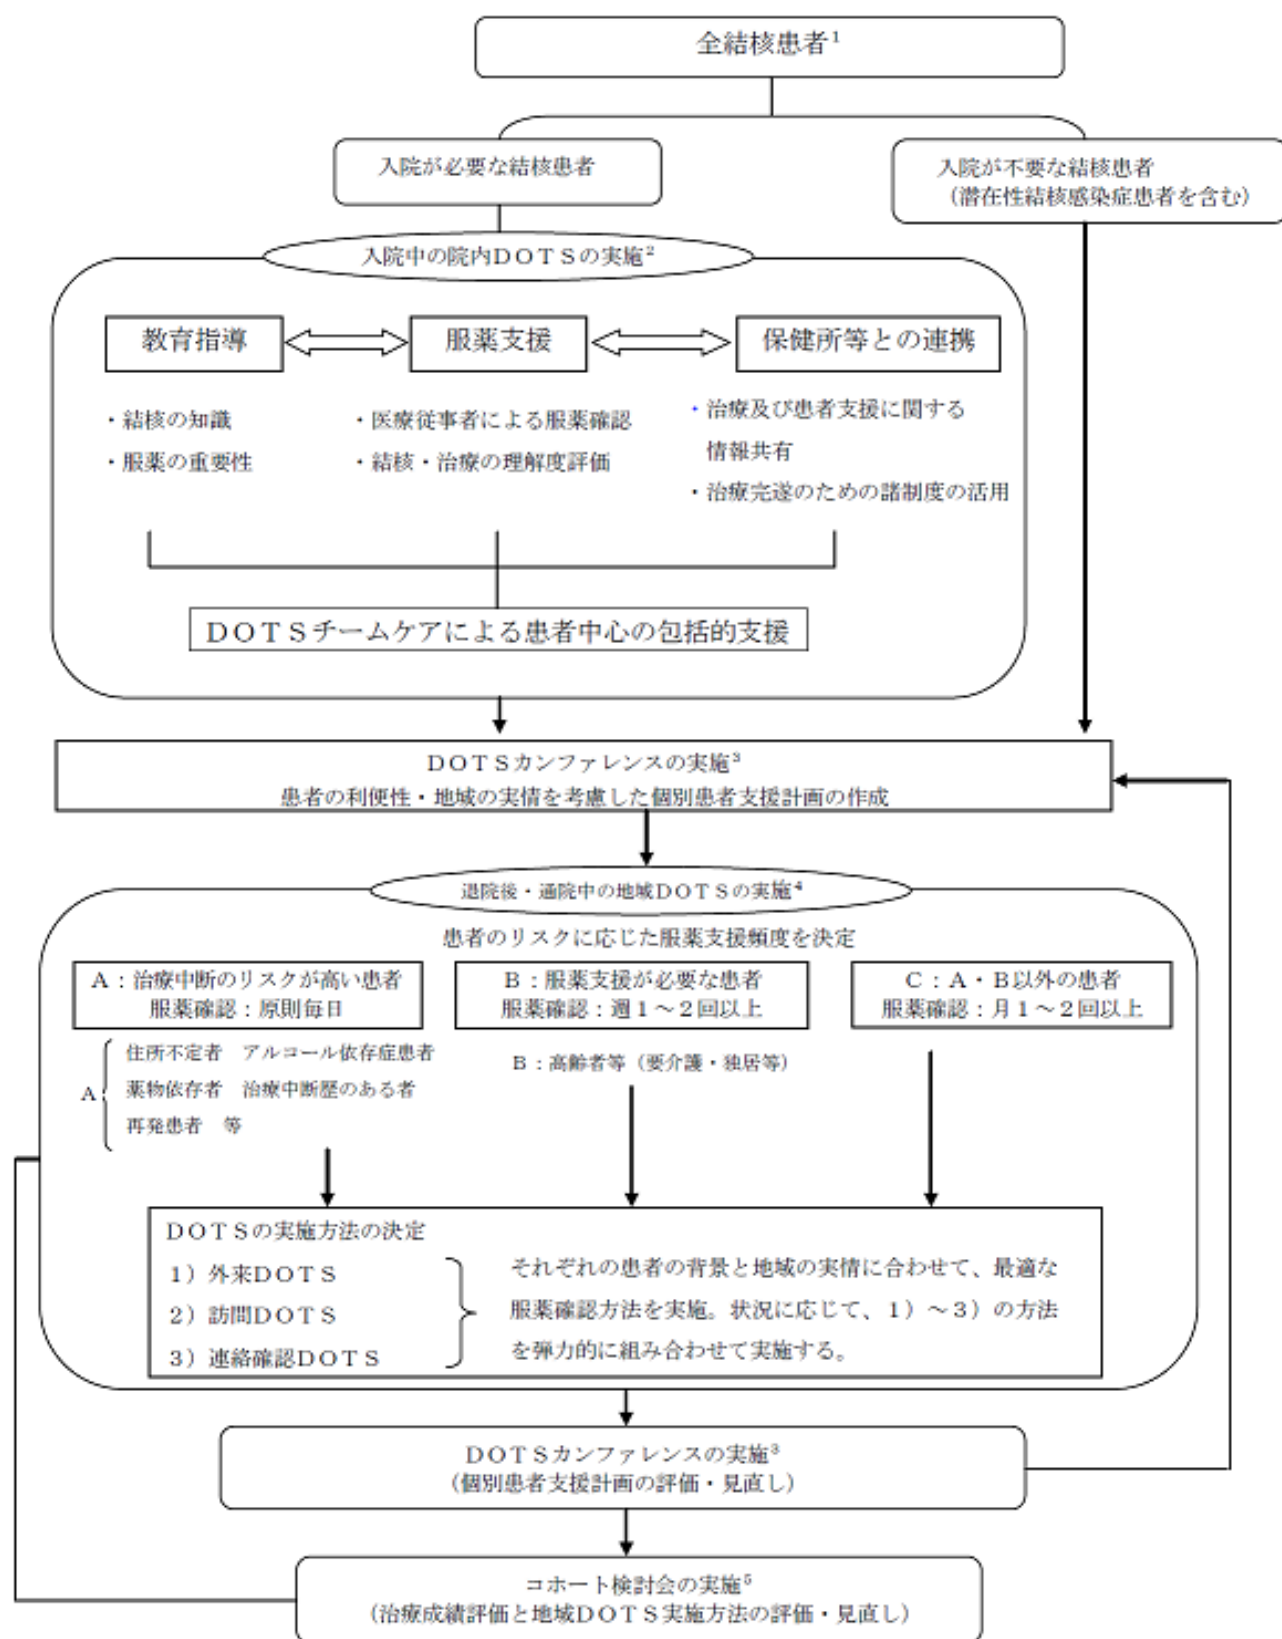 全結核患者¹
入院が必要な結核患者
入院が不要な結核患者
(潜在性結核感染症患者を含む)
入院中の院内DOTSの実施²
教育指導
服薬支援
保健所等との連携
・結核の知識
・服薬の重要性
・医療従事者による服薬確認
・結核・治療の理解度評価
・治療及び患者支援に関する
情報共有
・治療完遂のための諸制度の活用
DOTSチームケアによる患者中心の包括的支援
DOTSカンファレンスの実施³
患者の利便性・地域の実情を考慮した個別患者支援計画の作成
退院後・通院中の地域DOTSの実施⁴
患者のリスクに応じた服薬支援頻度を決定
A:治療中断のリスクが高い患者
服薬確認:原則毎日
B:服薬支援が必要な患者
服薬確認:週1~2回以上
C:A・B以外の患者
服薬確認:月1~2回以上
A
住所不定者 アルコール依存症患者
薬物依存者 治療中断歴のある者
再発患者 等
B:高齢者等(要介護・独居等)
DOTSの実施方法の決定
1)外来DOTS
2)訪問DOTS
3)連絡確認DOTS
それぞれの患者の背景と地域の実情に合わせて、最適な
服薬確認方法を実施。状況に応じて、1)~3)の方法
を弾力的に組み合わせて実施する。
DOTSカンファレンスの実施³
(個別患者支援計画の評価・見直し)
コホート検討会の実施⁵
(治療成績評価と地域DOTS実施方法の評価・見直し)